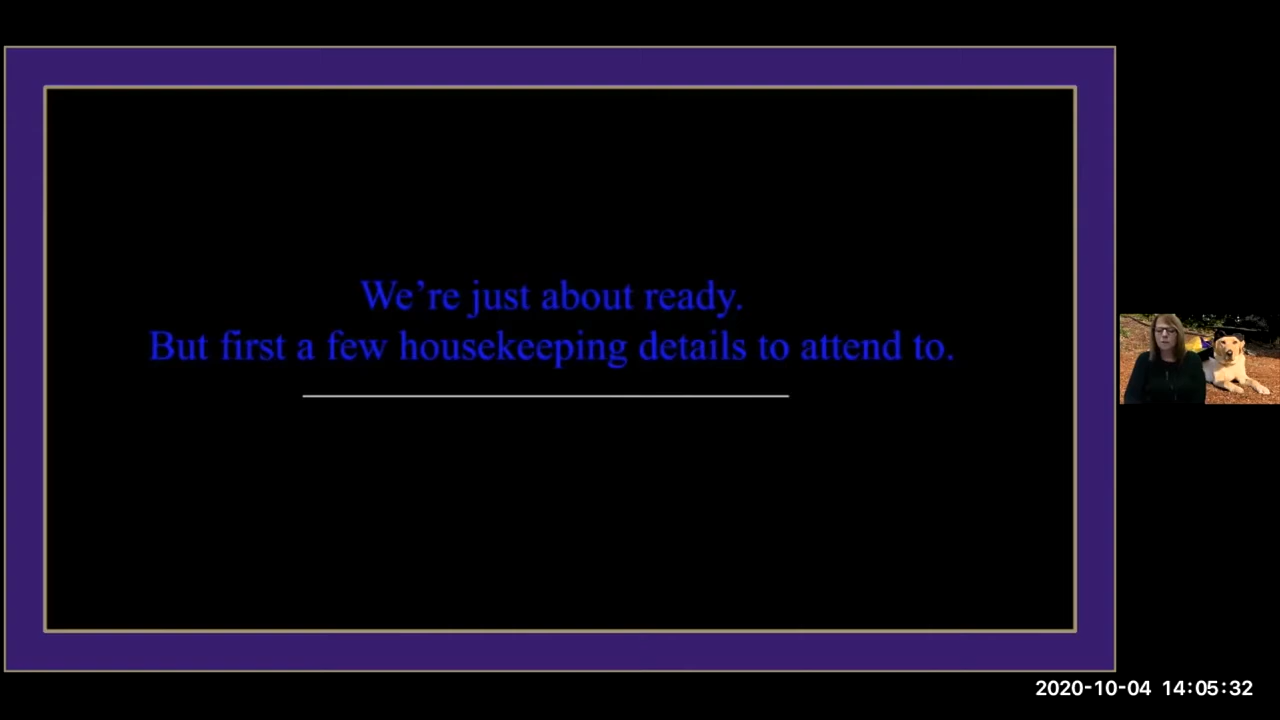 We’re just about ready.
But first a few housekeeping details to attend to.
2020-10-04 14:05:32